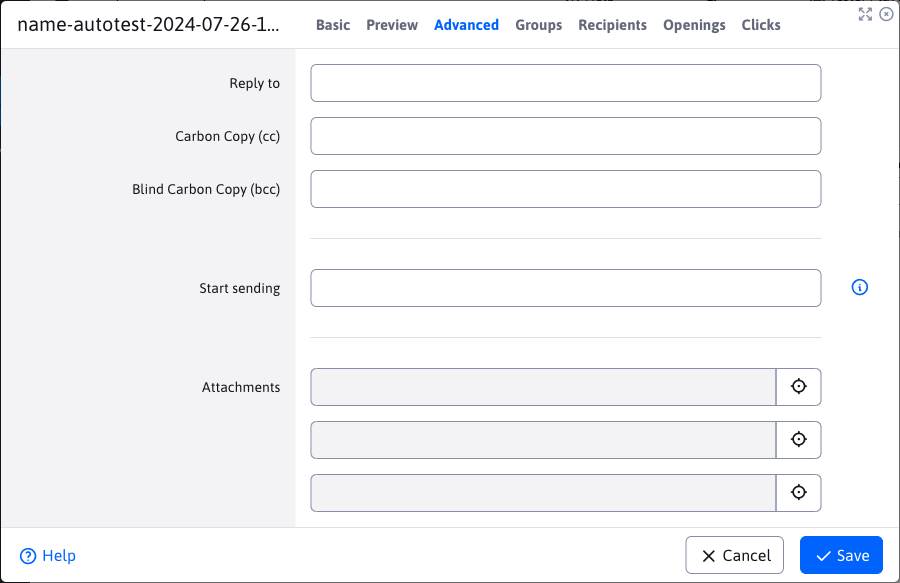 name-autotest-2024-07-26-1...
Basic Preview Advanced Groups Recipients Openings Clicks
Reply to
Carbon Copy (cc)
Blind Carbon Copy (bcc)
Start sending
Attachments
Help
Cancel
Save